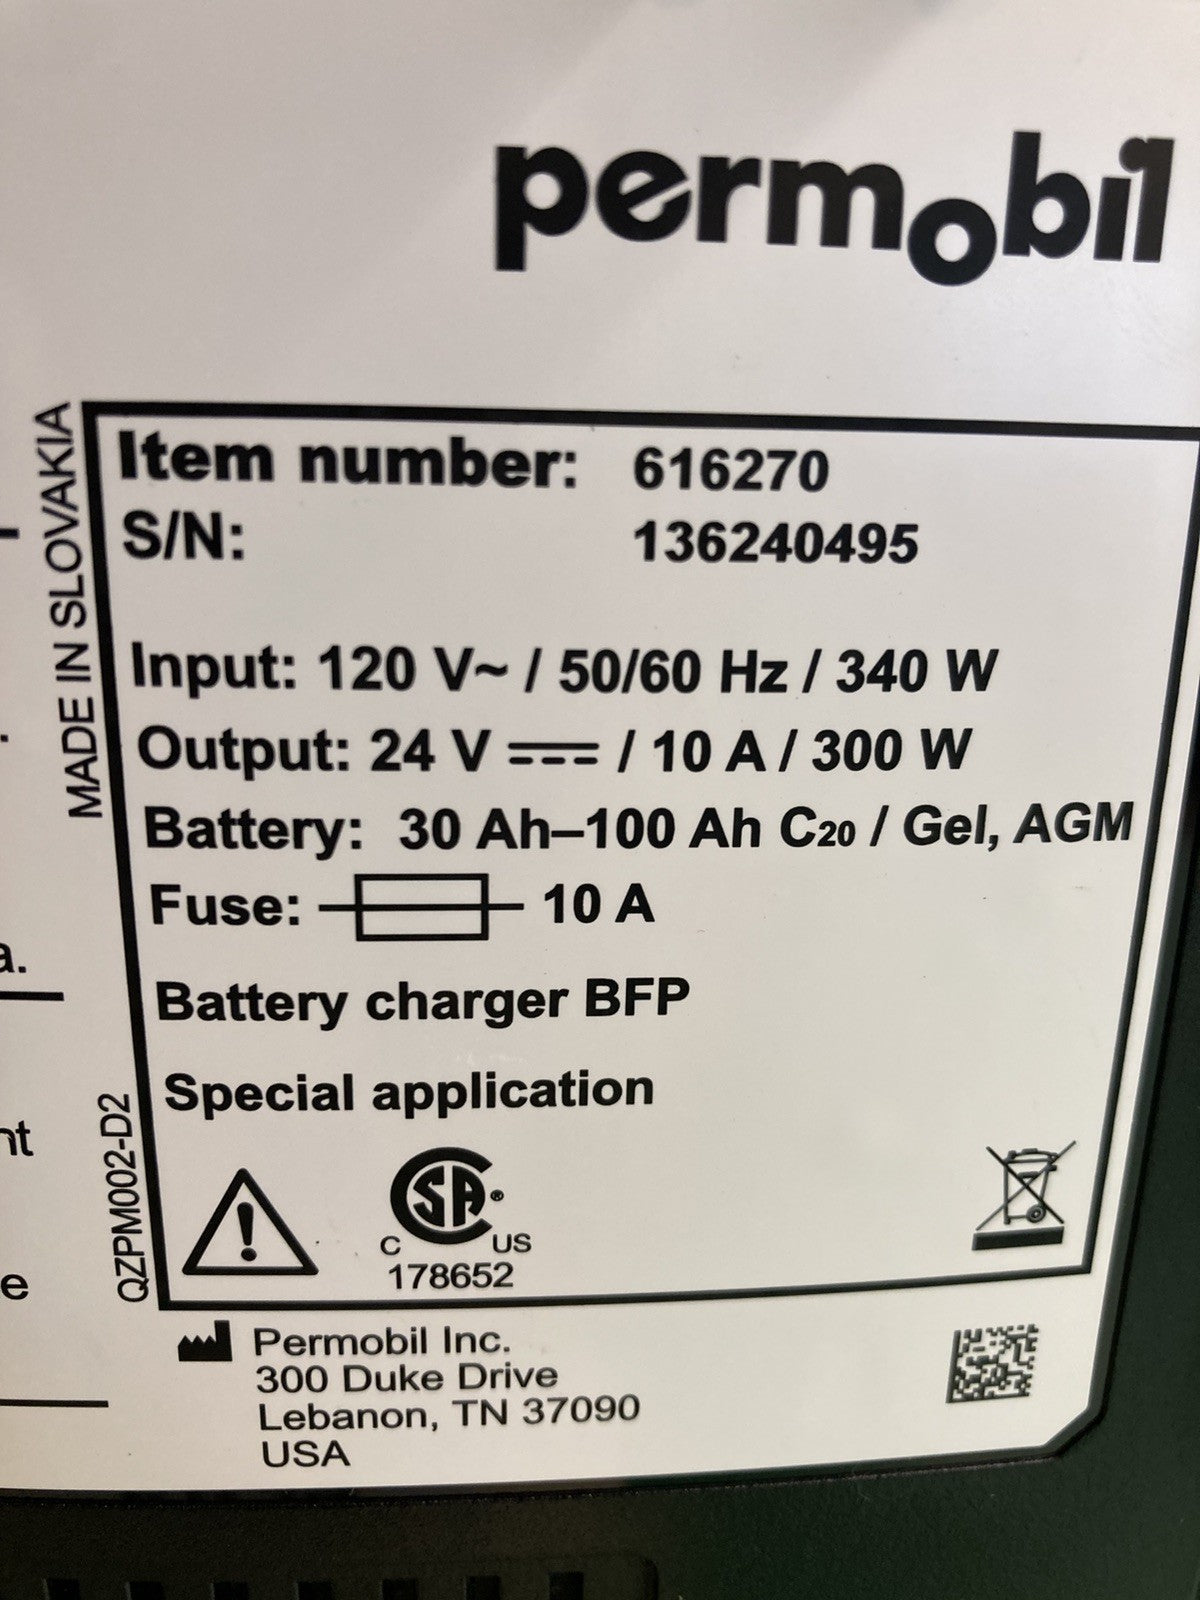 permobil
MADE IN SLOVAKIA
Item number: 616270
S/N: 136240495
Input: 120 V~ / 50/60 Hz / 340 W
Output: 24 V ⎓ / 10 A / 300 W
Battery: 30 Ah–100 Ah C20 / Gel, AGM
Fuse: 10 A
Battery charger BFP
Special application
QZPM002-D2
CSA®
C US
178652
Permobil Inc.
300 Duke Drive
Lebanon, TN 37090
USA